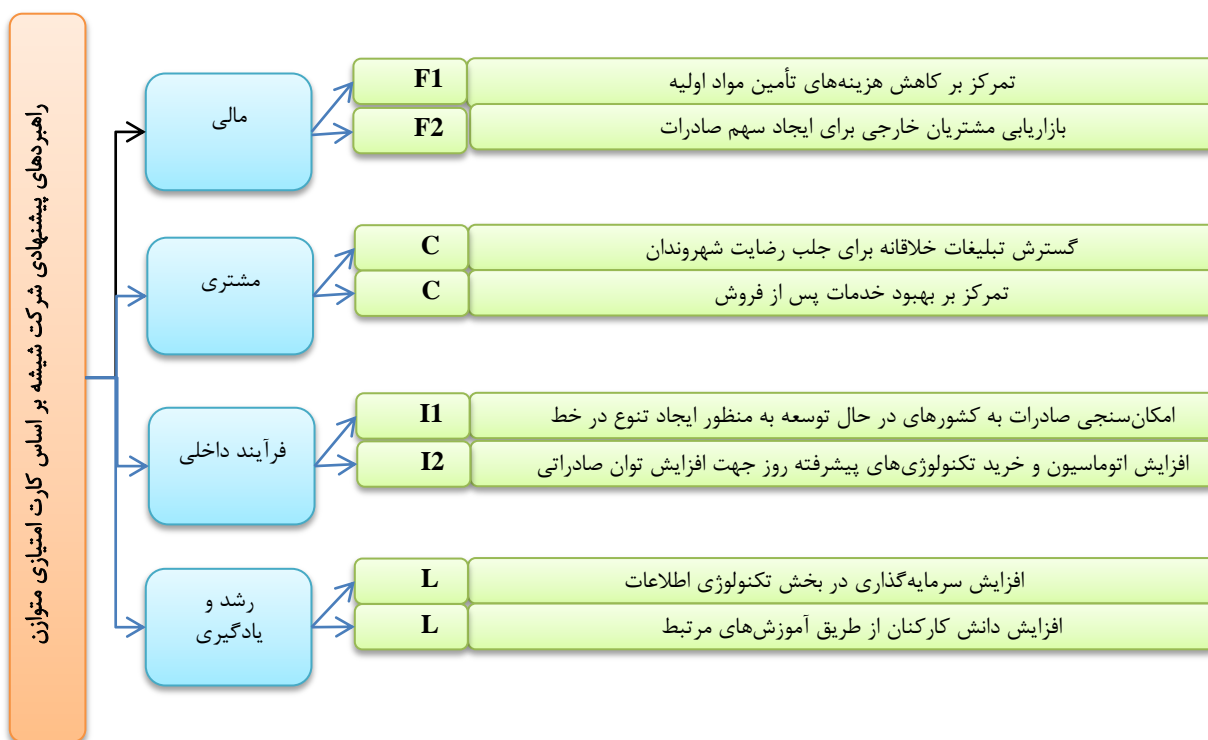 راهبردهای پیشنهادی شرکت شیشه بر اساس کارت امتیازی متوازن
مالی
F1
تمرکز بر کاهش هزینه‌های تأمین مواد اولیه
F2
بازاریابی مشتریان خارجی برای ایجاد سهم صادرات
مشتری
C
گسترش تبلیغات خلاقانه برای جلب رضایت شهروندان
C
تمرکز بر بهبود خدمات پس از فروش
فرآیند داخلی
I1
امکان‌سنجی صادرات به کشورهای در حال توسعه به منظور ایجاد تنوع در خط
I2
افزایش اتوماسیون و خرید تکنولوژی‌های پیشرفته روز جهت افزایش توان صادراتی
رشد و
یادگیری
L
افزایش سرمایه‌گذاری در بخش تکنولوژی اطلاعات
L
افزایش دانش کارکنان از طریق آموزش‌های مرتبط